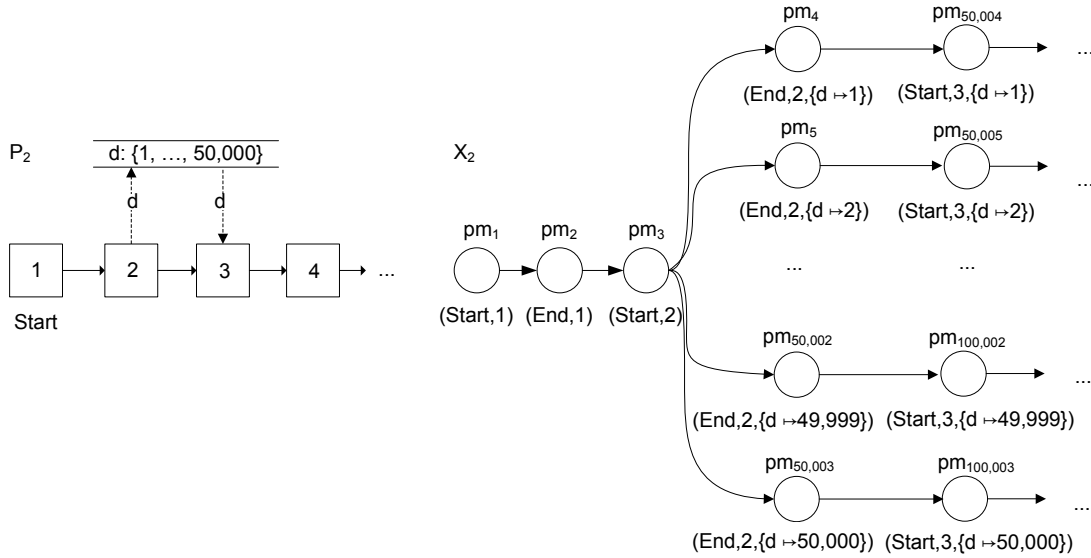 P2
d: {1, …, 50,000}
d
d
1
2
3
4
...
Start
X2
pm1
pm2
pm3
(Start,1)
(End,1)
(Start,2)
pm4
pm50,004
...
(End,2,{d ↦1})
(Start,3,{d ↦1})
pm5
pm50,005
...
(End,2,{d ↦2})
(Start,3,{d ↦2})
...
...
pm50,002
pm100,002
...
(End,2,{d ↦49,999})
(Start,3,{d ↦49,999})
pm50,003
pm100,003
...
(End,2,{d ↦50,000})
(Start,3,{d ↦50,000})